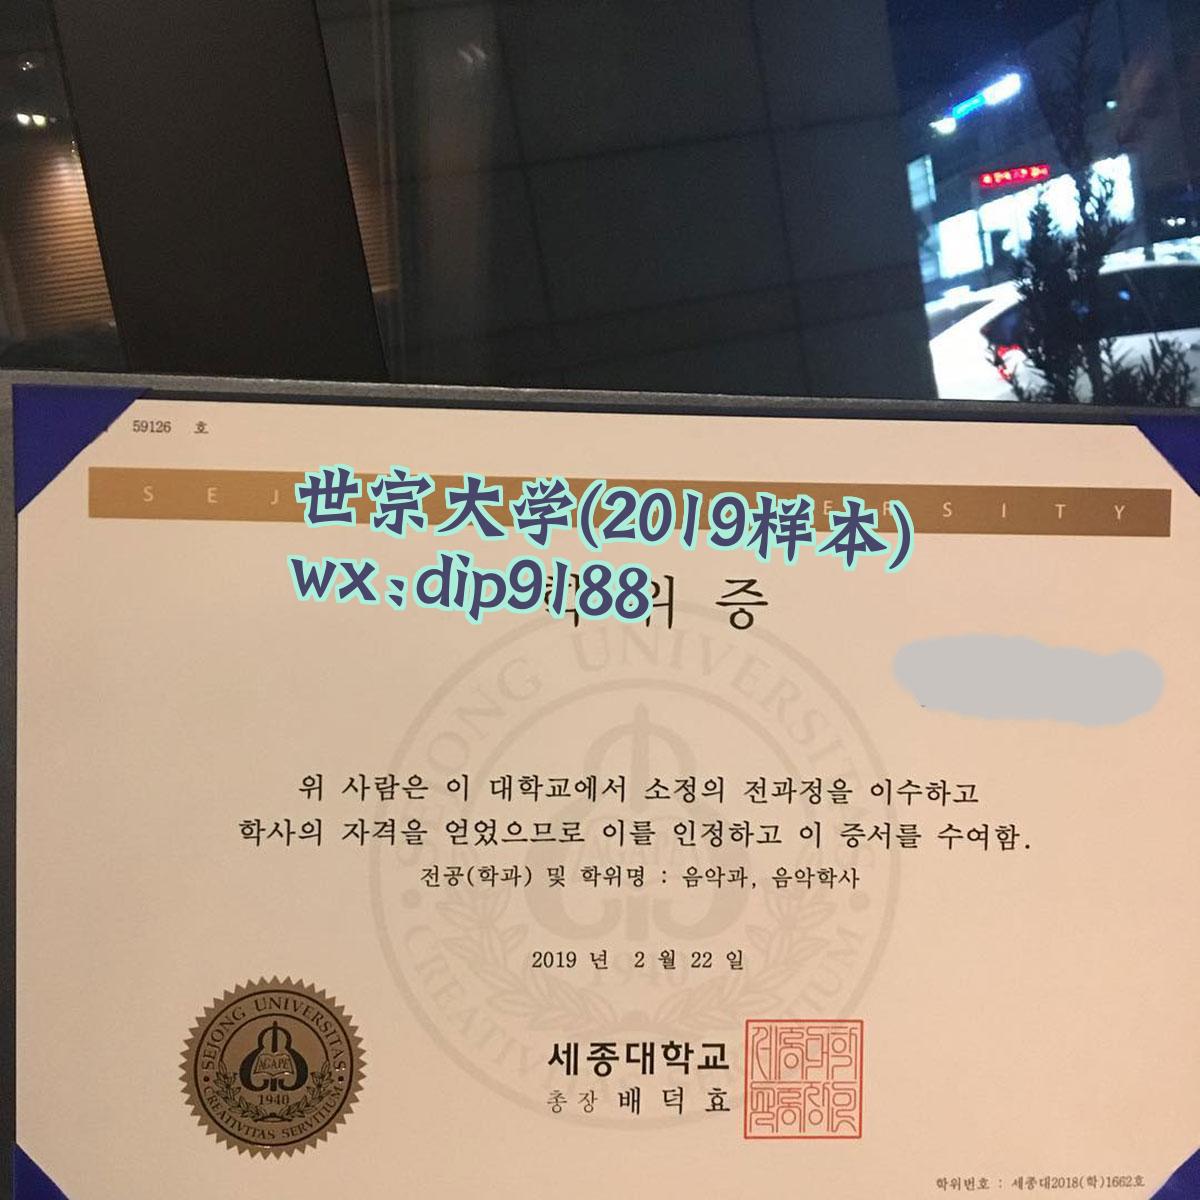 59126 호
世宗大学(2019样本)
wx:dip9188
위 증
위 사람은 이 대학교에서 소정의 전과정을 이수하고
학사의 자격을 얻었으므로 이를 인정하고 이 증서를 수여함.
전공(학과) 및 학위명 : 음악과, 음악학사
2019 년 2 월 22 일
SEJONG UNIVERSITAS
AGAPE
1940
CREATIVITAS SERVITIUM
세종대학교
총장 배덕효
학위번호 : 세종대2018(학)1662호